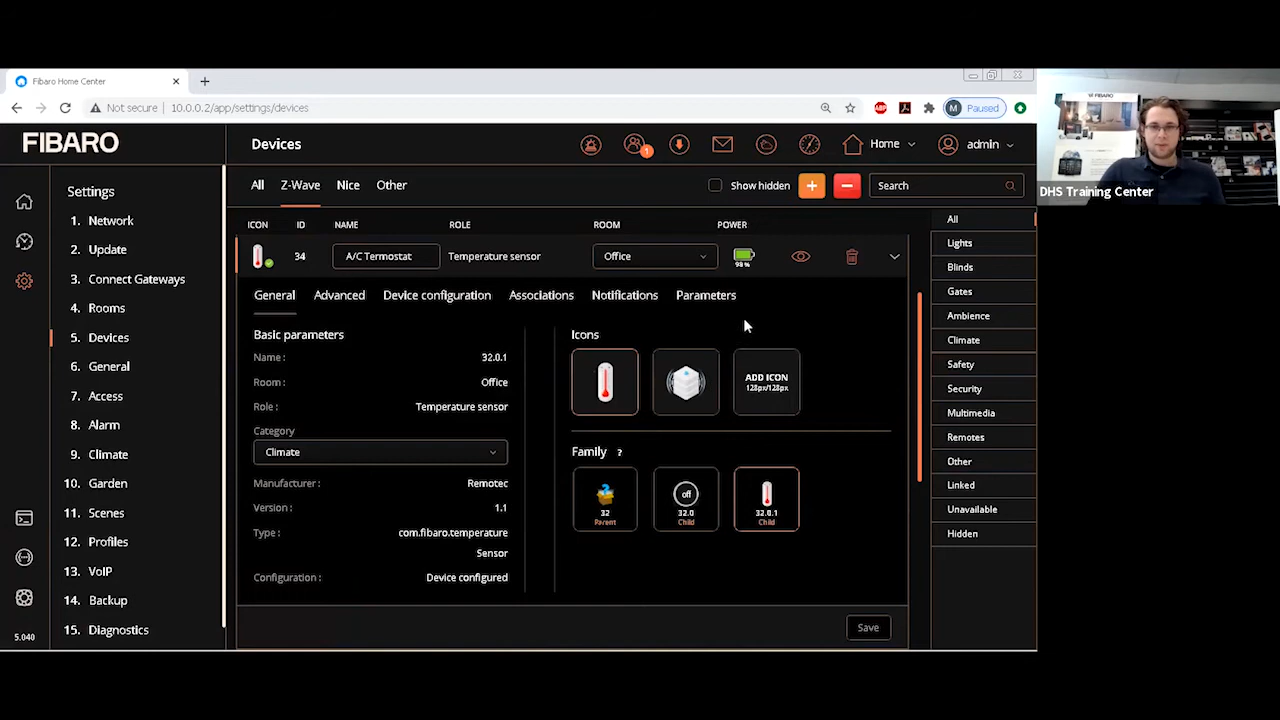 Fibaro Home Center
Not secure | 10.0.0.2/app/settings/devices
ABP
M Paused
FIBARO
Devices
1
Home
admin
FIBARO
DHS Training Center
Settings
1. Network
2. Update
3. Connect Gateways
4. Rooms
5. Devices
6. General
7. Access
8. Alarm
9. Climate
10. Garden
11. Scenes
12. Profiles
13. VoIP
14. Backup
15. Diagnostics
5.040
All Z-Wave Nice Other
Show hidden
+ −
Search
ICON ID NAME ROLE ROOM POWER
34 A/C Termostat Temperature sensor Office 98%
General Advanced Device configuration Associations Notifications Parameters
Basic parameters
Name : 32.0.1
Room : Office
Role : Temperature sensor
Category
Climate
Manufacturer : Remotec
Version : 1.1
Type : com.fibaro.temperature
Sensor
Configuration : Device configured
Icons
ADD ICON
128px/128px
Family ?
32
Parent
off
32.0
Child
32.0.1
Child
Save
All
Lights
Blinds
Gates
Ambience
Climate
Safety
Security
Multimedia
Remotes
Other
Linked
Unavailable
Hidden